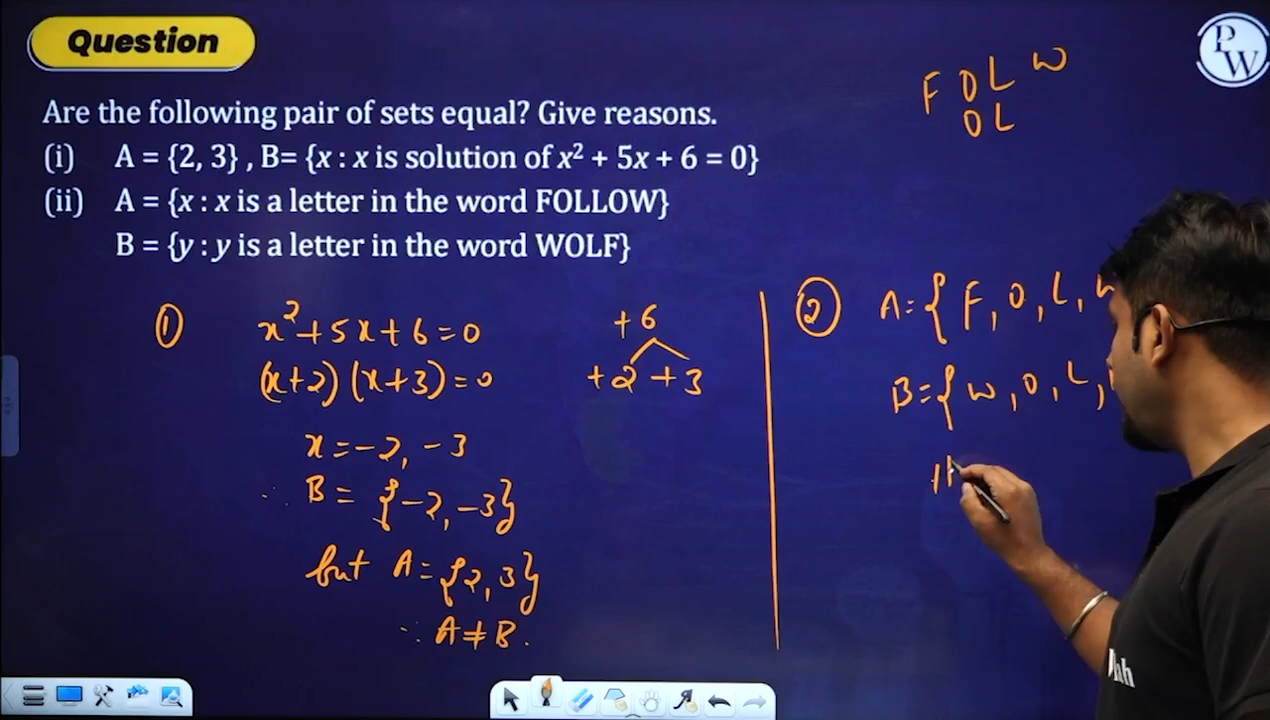 Question
PW
F O L W
O L
Are the following pair of sets equal? Give reasons.
(i) A = {2, 3} , B= {x : x is solution of x² + 5x + 6 = 0}
(ii) A = {x : x is a letter in the word FOLLOW}
B = {y : y is a letter in the word WOLF}
① x²+5x+6=0
(x+2) (x+3)=0
x=-2, -3
∴ B = {-2, -3}
but A={2, 3}
∴ A≠B.
+6
+2 +3
② A={ F, O, L,
B={ W, O, L,